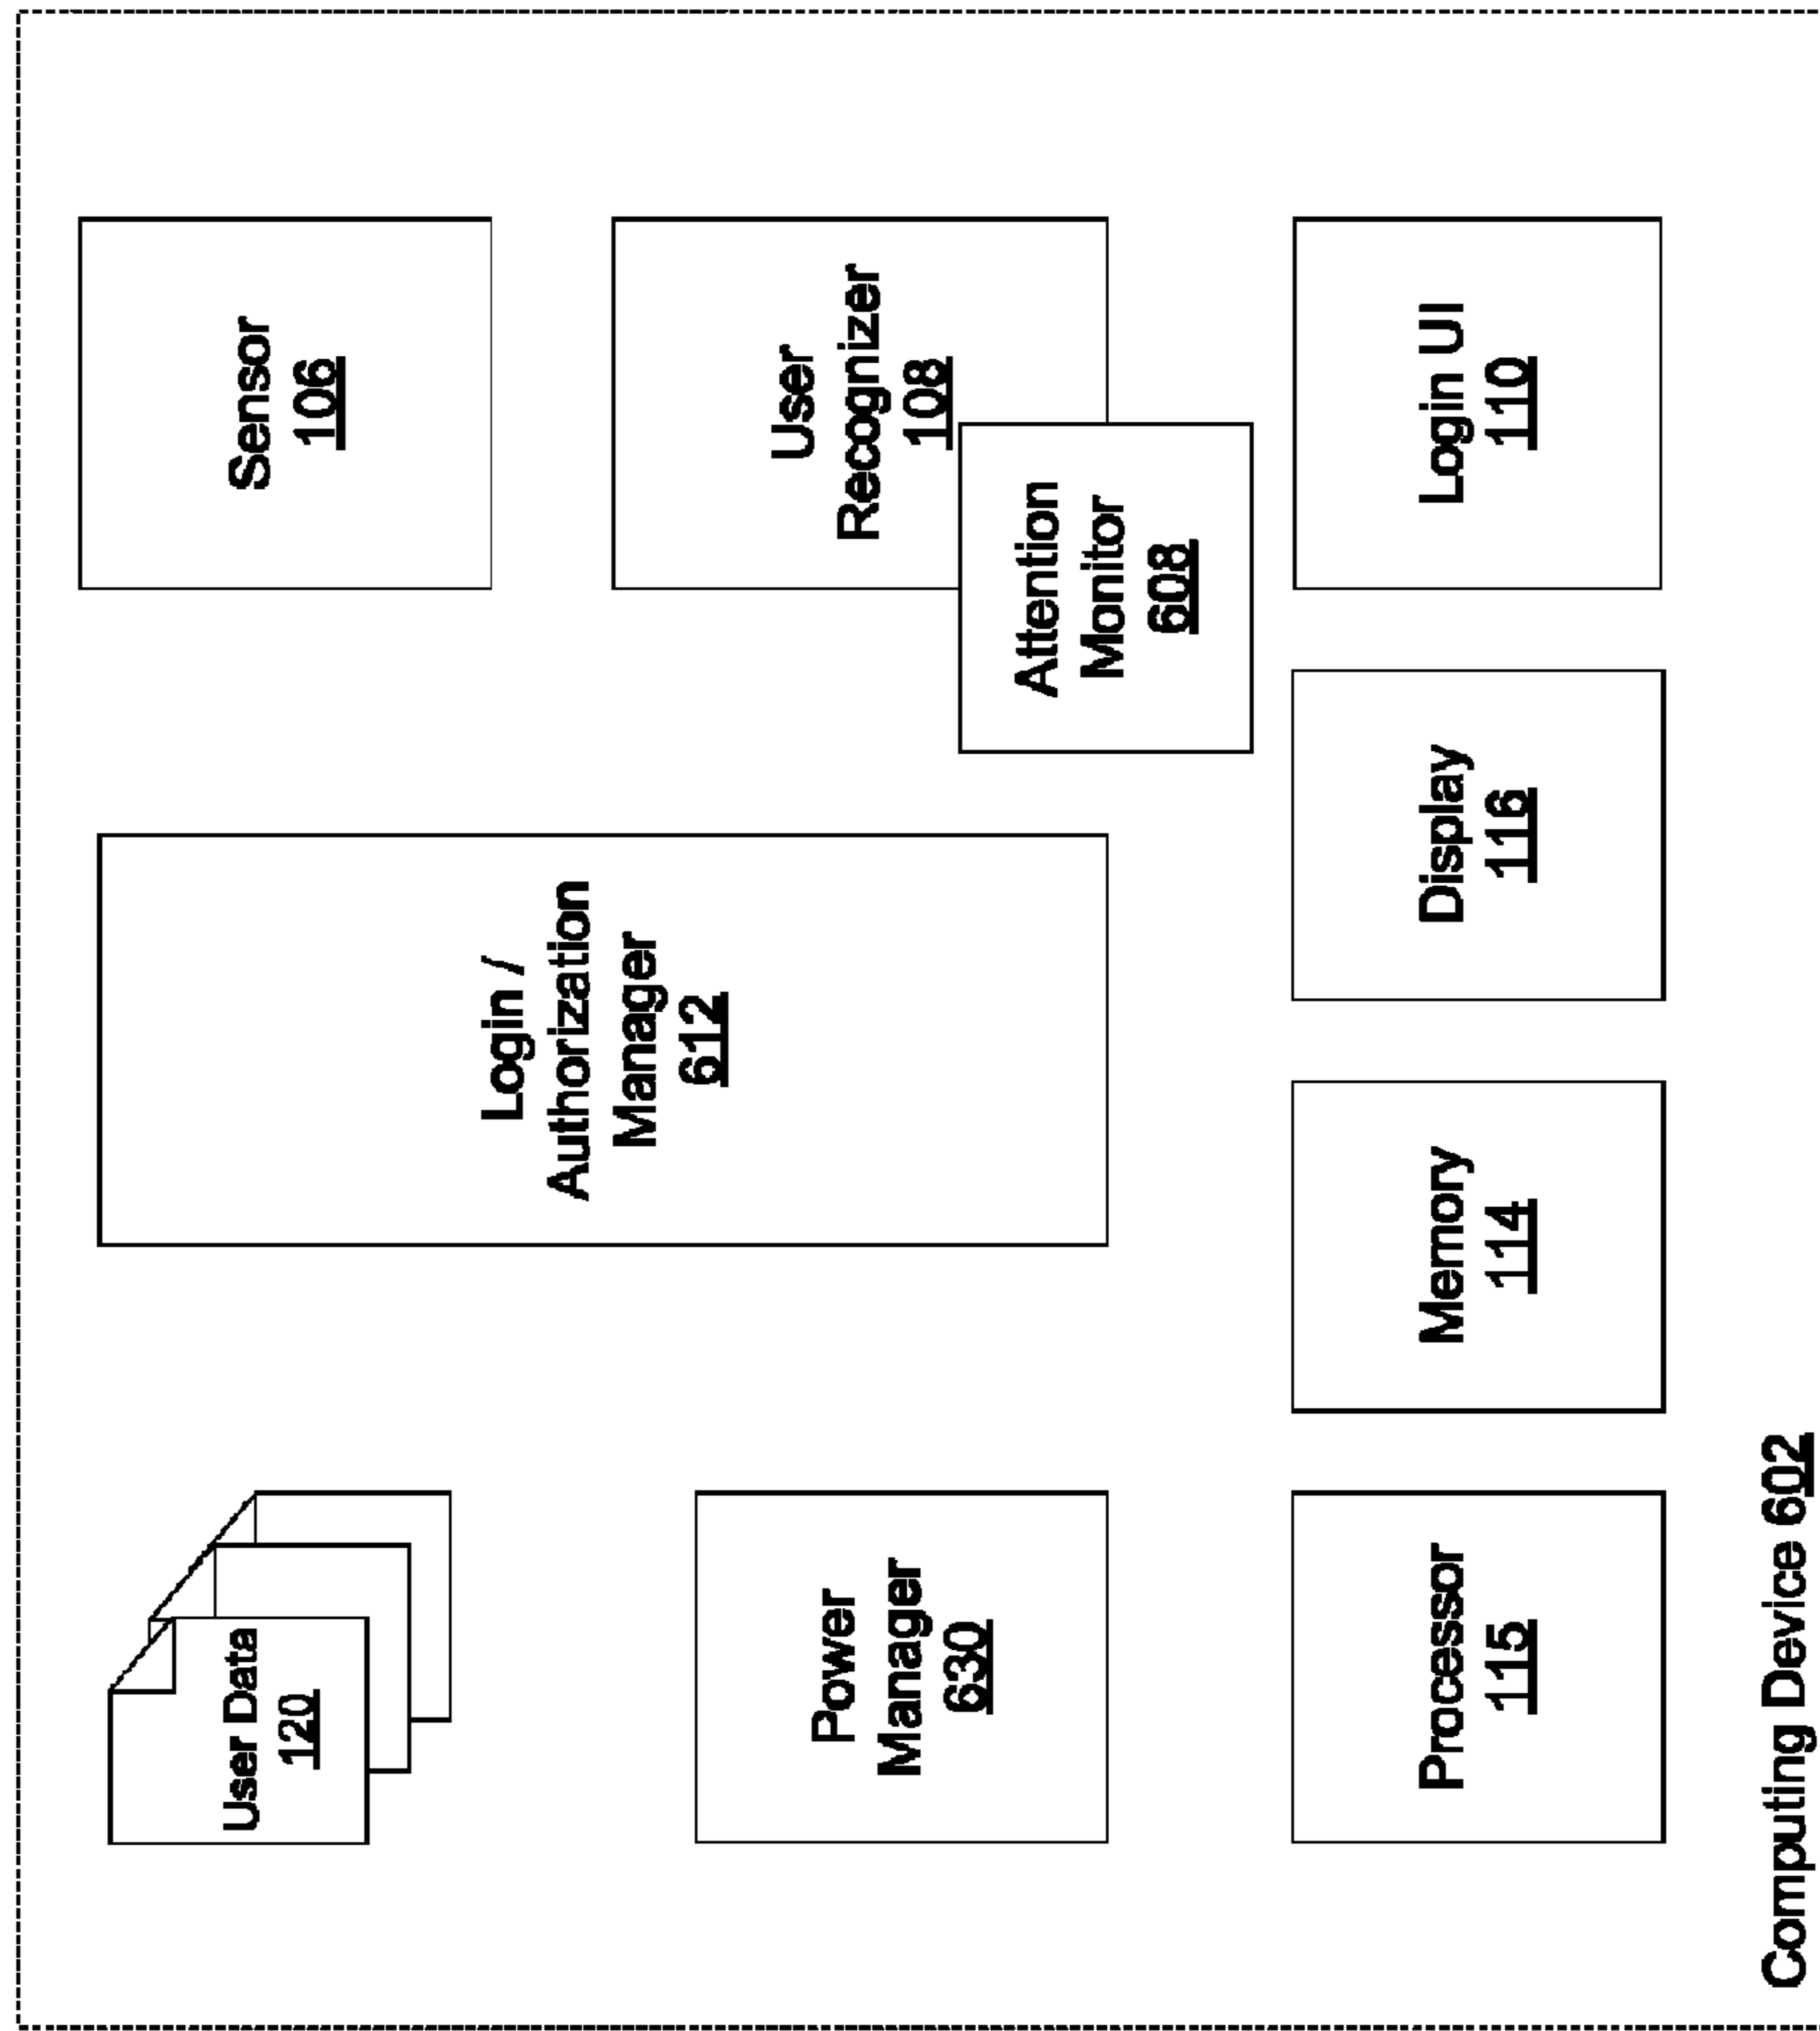 User Data
120
Login /
Authorization
Manager
612
Sensor
106
Power
Manager
630
User
Recognizer
108
Attention
Monitor
608
Processor
115
Memory
114
Display
116
Login UI
110
Computing Device 602